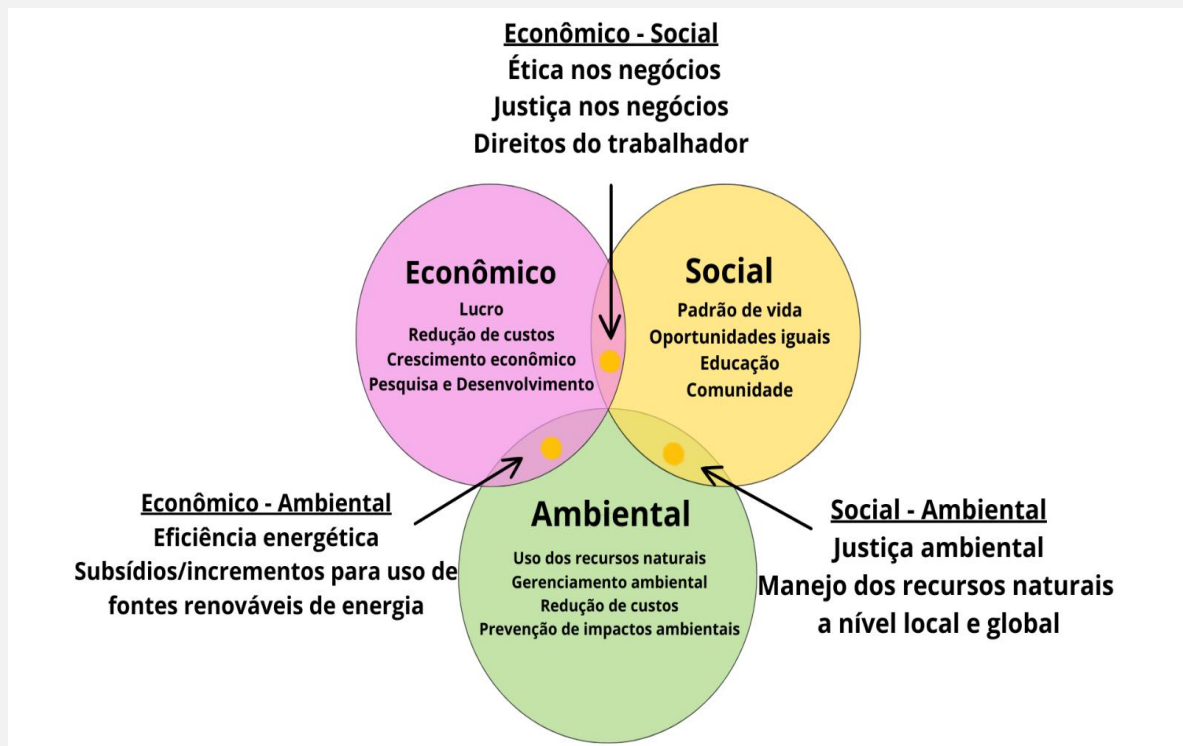 Econômico - Social
Ética nos negócios
Justiça nos negócios
Direitos do trabalhador
Econômico
Lucro
Redução de custos
Crescimento econômico
Pesquisa e Desenvolvimento
Social
Padrão de vida
Oportunidades iguais
Educação
Comunidade
Econômico - Ambiental
Eficiência energética
Subsídios/incrementos para uso de
fontes renováveis de energia
Ambiental
Uso dos recursos naturais
Gerenciamento ambiental
Redução de custos
Prevenção de impactos ambientais
Social - Ambiental
Justiça ambiental
Manejo dos recursos naturais
a nível local e global